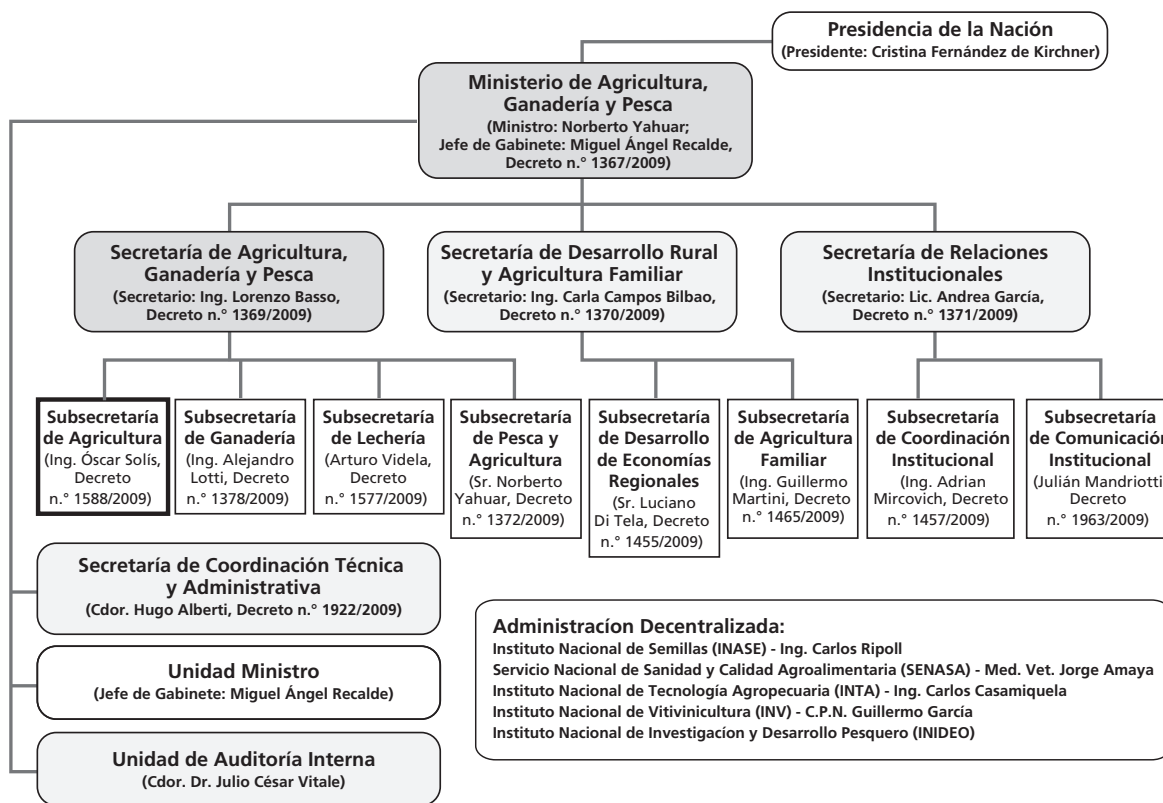 Presidencia de la Nación
(Presidente: Cristina Fernández de Kirchner)
Ministerio de Agricultura,
Ganadería y Pesca
(Ministro: Norberto Yahuar;
Jefe de Gabinete: Miguel Ángel Recalde,
Decreto n.° 1367/2009)
Secretaría de Agricultura,
Ganadería y Pesca
(Secretario: Ing. Lorenzo Basso,
Decreto n.° 1369/2009)
Secretaría de Desarrollo Rural
y Agricultura Familiar
(Secretario: Ing. Carla Campos Bilbao,
Decreto n.° 1370/2009)
Secretaría de Relaciones
Institucionales
(Secretario: Lic. Andrea García,
Decreto n.° 1371/2009)
Subsecretaría
de Agricultura
(Ing. Óscar Solís,
Decreto
n.° 1588/2009)
Subsecretaría
de Ganadería
(Ing. Alejandro
Lotti, Decreto
n.° 1378/2009)
Subsecretaría
de Lechería
(Arturo Videla,
Decreto
n.° 1577/2009)
Subsecretaría
de Pesca y
Agricultura
(Sr. Norberto
Yahuar, Decreto
n.° 1372/2009)
Subsecretaría
de Desarrollo
de Economías
Regionales
(Sr. Luciano
Di Tela, Decreto
n.° 1455/2009)
Subsecretaría
de Agricultura
Familiar
(Ing. Guillermo
Martini, Decreto
n.° 1465/2009)
Subsecretaría
de Coordinación
Institucional
(Ing. Adrian
Mircovich, Decreto
n.° 1457/2009)
Subsecretaría
de Comunicación
Institucional
(Julián Mandriotti
Decreto
n.° 1963/2009)
Secretaría de Coordinación Técnica
y Administrativa
(Cdor. Hugo Alberti, Decreto n.° 1922/2009)
Unidad Ministro
(Jefe de Gabinete: Miguel Ángel Recalde)
Unidad de Auditoría Interna
(Cdor. Dr. Julio César Vitale)
Administracíon Decentralizada:
Instituto Nacional de Semillas (INASE) - Ing. Carlos Ripoll
Servicio Nacional de Sanidad y Calidad Agroalimentaria (SENASA) - Med. Vet. Jorge Amaya
Instituto Nacional de Tecnología Agropecuaria (INTA) - Ing. Carlos Casamiquela
Instituto Nacional de Vitivinicultura (INV) - C.P.N. Guillermo García
Instituto Nacional de Investigacíon y Desarrollo Pesquero (INIDEO)